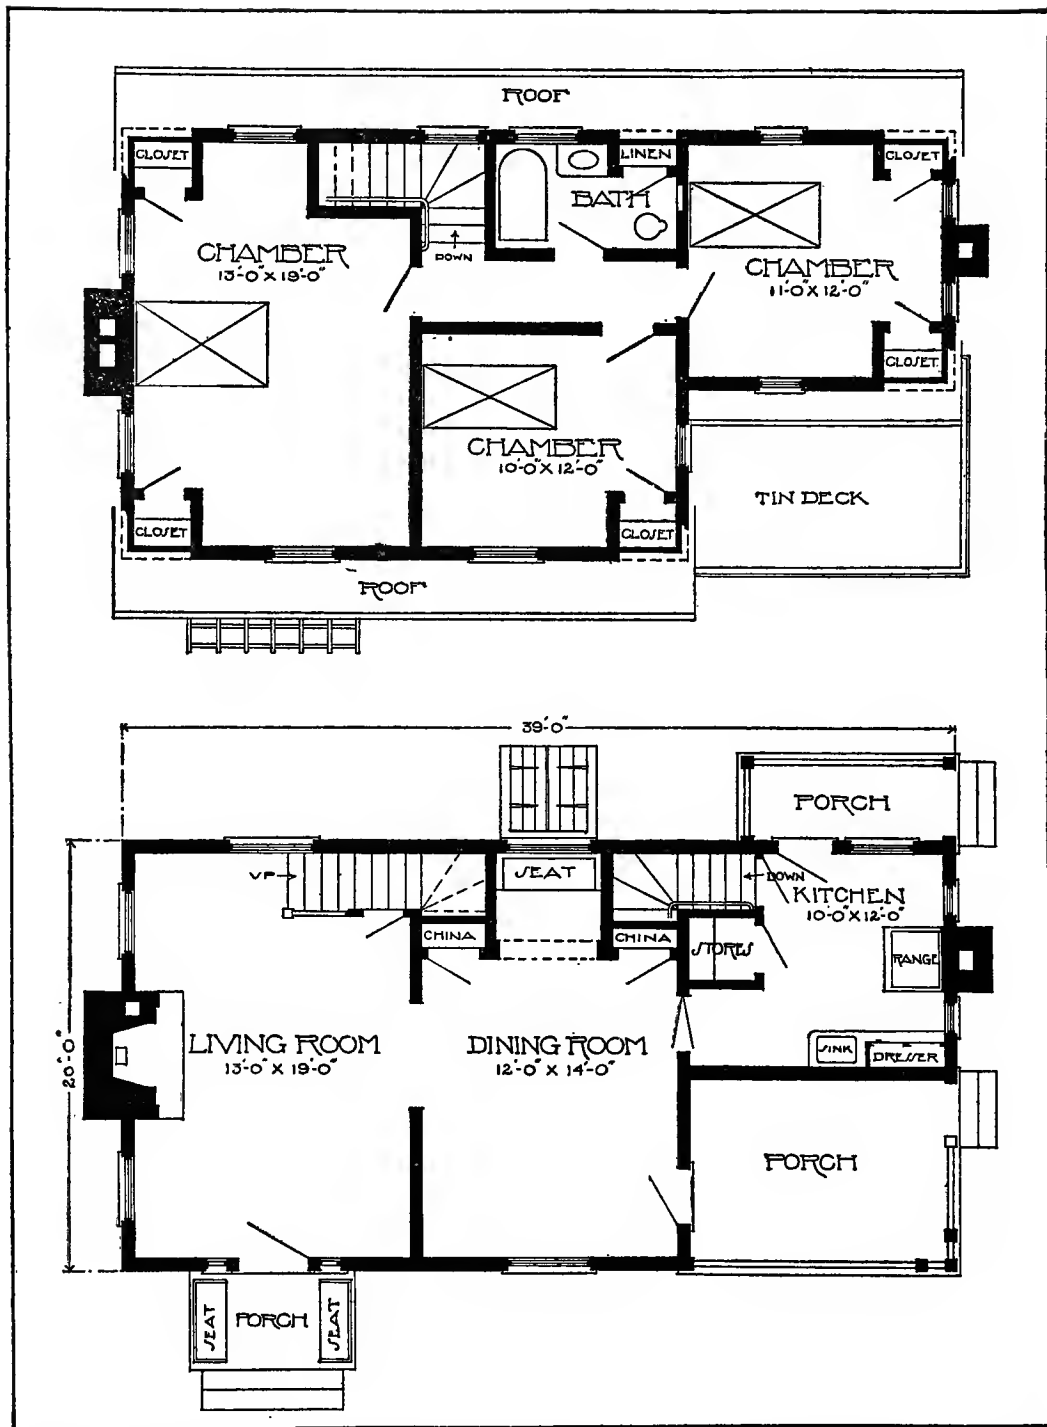 ROOF
CLOSET
LINEN
CLOSET
BATH
CHAMBER
13'-0" X 19'-0"
DOWN
CHAMBER
11'-0" X 12'-0"
CLOSET
CHAMBER
10'-0" X 12'-0"
TIN DECK
CLOSET
CLOSET
ROOF
39'-0"
PORCH
UP
SEAT
DOWN
KITCHEN
10'-0" X 12'-0"
CHINA
CHINA
STORES
RANGE
LIVING ROOM
13'-0" X 19'-0"
DINING ROOM
12'-0" X 14'-0"
SINK
DRESSER
20'-0"
PORCH
SEAT
PORCH
SEAT